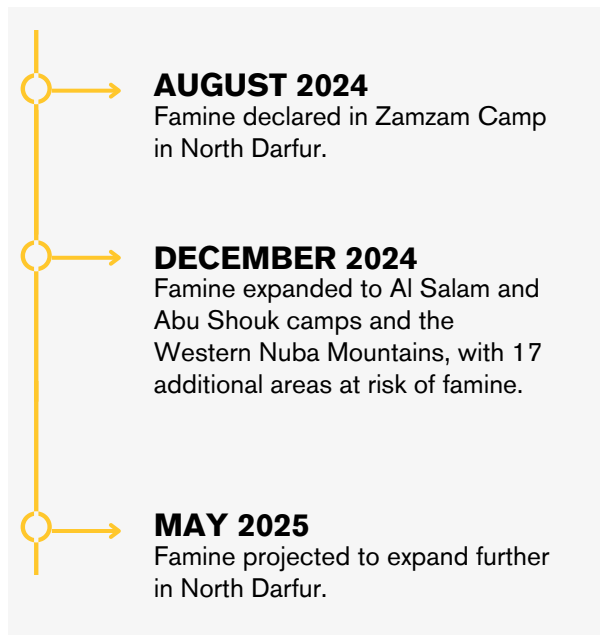 AUGUST 2024
Famine declared in Zamzam Camp
in North Darfur.
DECEMBER 2024
Famine expanded to Al Salam and
Abu Shouk camps and the
Western Nuba Mountains, with 17
additional areas at risk of famine.
MAY 2025
Famine projected to expand further
in North Darfur.